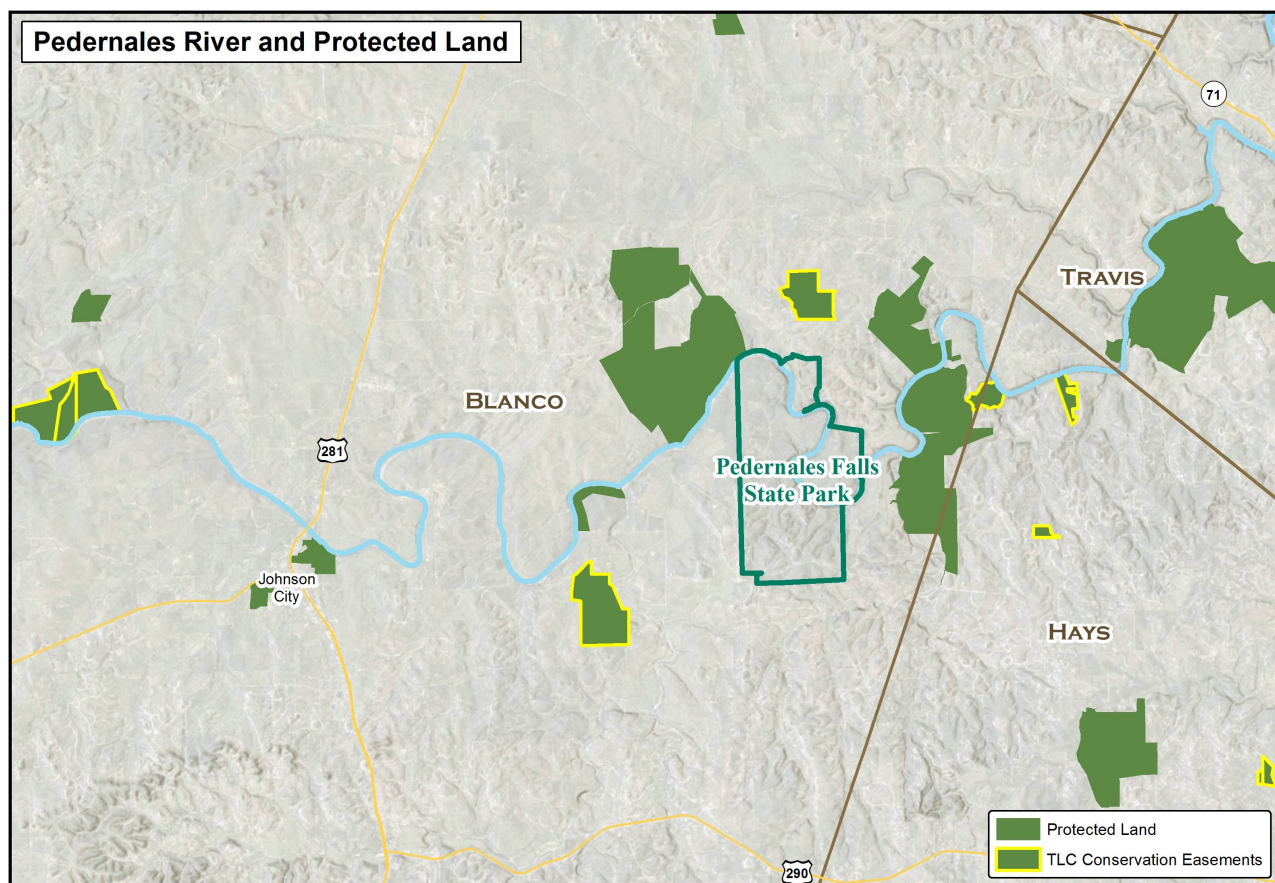 Pedernales River and Protected Land
71
TRAVIS
BLANCO
281
Pedernales Falls
State Park
Johnson
City
HAYS
290
Protected Land
TLC Conservation Easements